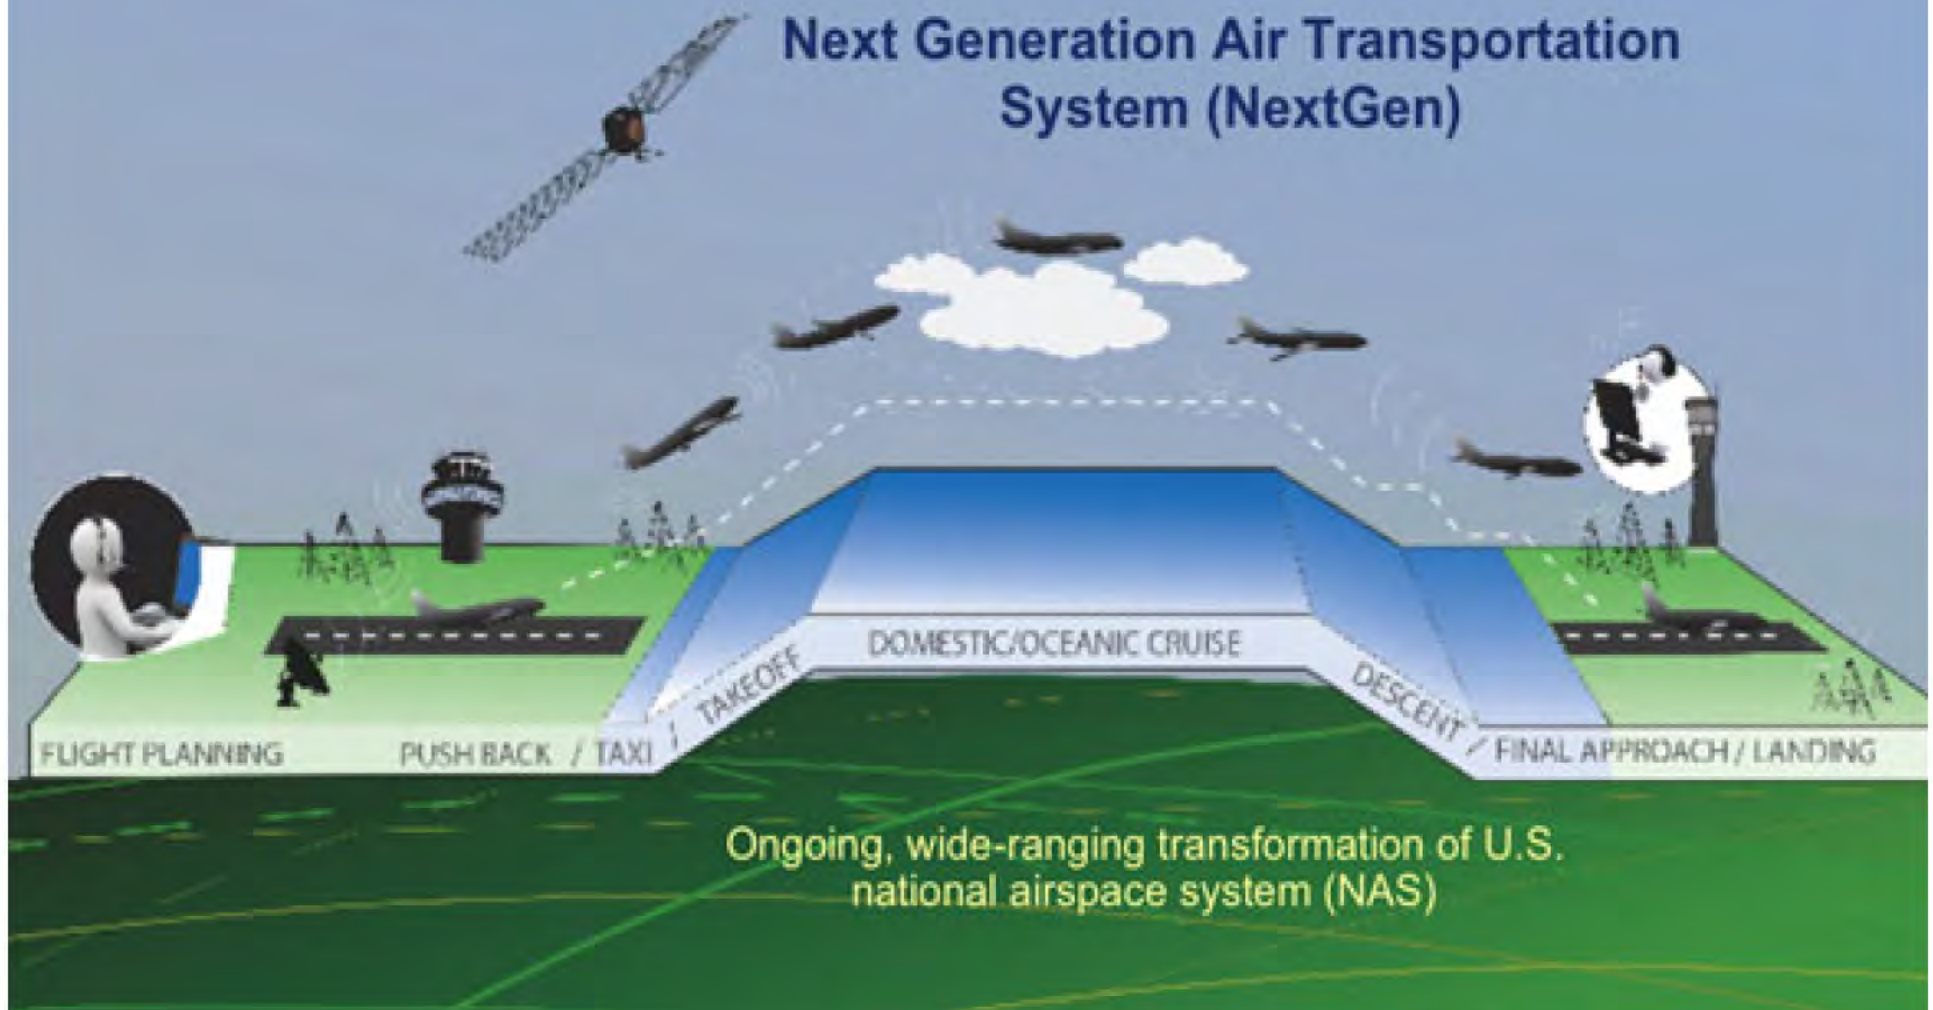 Next Generation Air Transportation
System (NextGen)
FLIGHT PLANNING
PUSH BACK / TAXI /
TAKEOFF
DOMESTIC/OCEANIC CRUISE
DESCENT /
FINAL APPROACH / LANDING
Ongoing, wide-ranging transformation of U.S.
national airspace system (NAS)